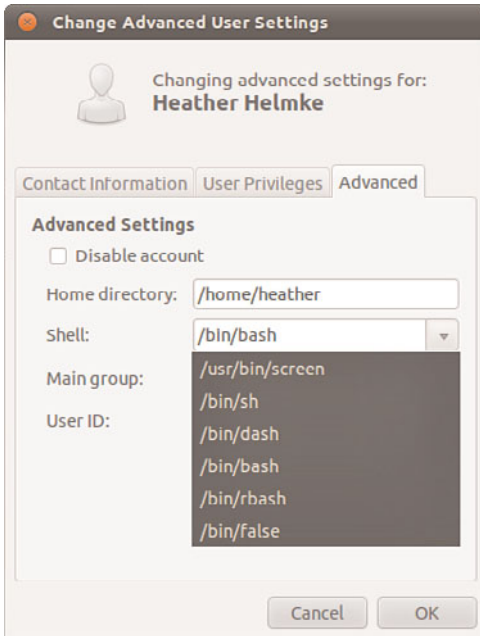 Change Advanced User Settings
Changing advanced settings for:
Heather Helmke
Contact Information User Privileges Advanced
Advanced Settings
Disable account
Home directory: /home/heather
Shell: /bin/bash
/usr/bin/screen
Main group:
/bin/sh
User ID:
/bin/dash
/bin/bash
/bin/rbash
/bin/false
Cancel OK